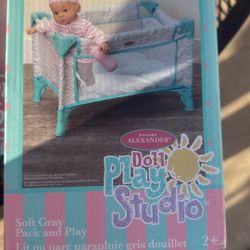 MADAME
ALEXANDER®
Doll
Play
Studio
Soft Gray
Pack and Play
Lit ou parc parapluie gris douillet
2+